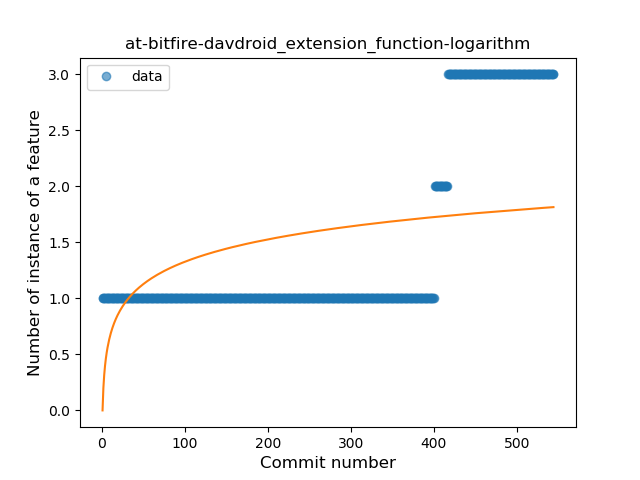 at-bitfire-davdroid_extension_function-logarithm
data
Number of instance of a feature
3.0
2.5
2.0
1.5
1.0
0.5
0.0
0 100 200 300 400 500
Commit number